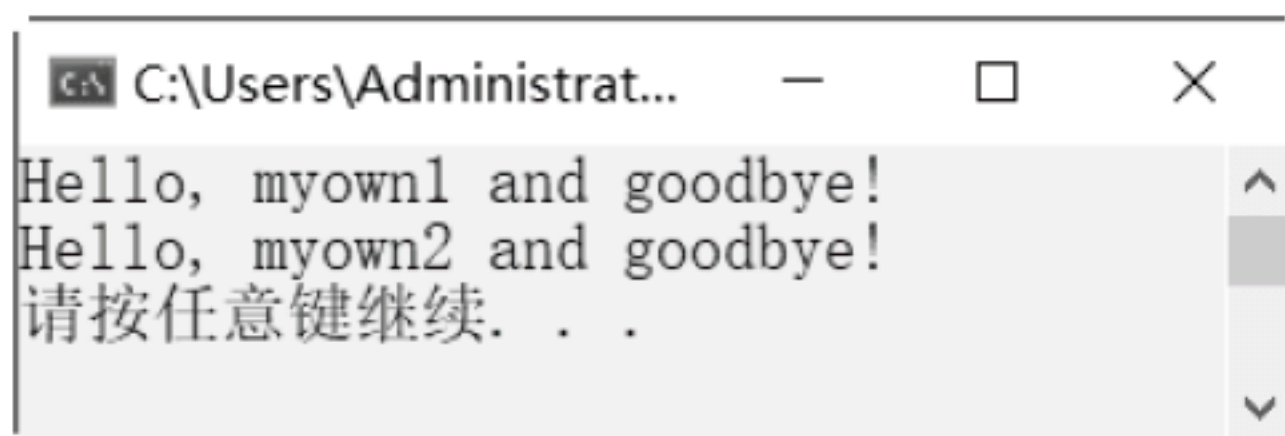 C:\Users\Administrat...
Hello, myown1 and goodbye!
Hello, myown2 and goodbye!
请按任意键继续. . .